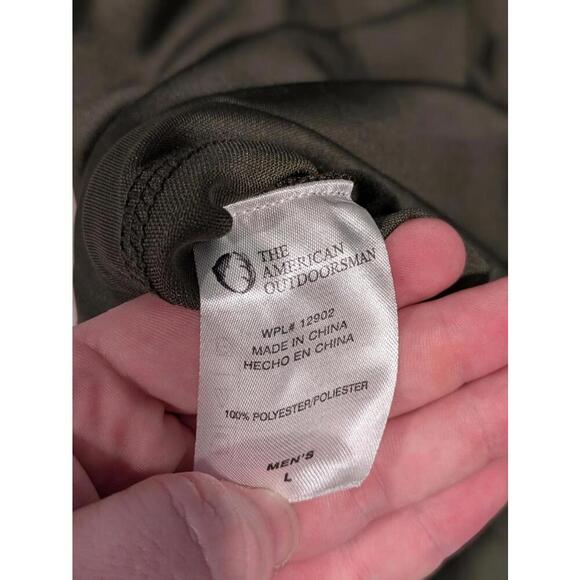 THE
AMERICAN
OUTDOORSMAN
WPL# 12902
MADE IN CHINA
HECHO EN CHINA
100% POLYESTER/POLIESTER
MEN'S
L